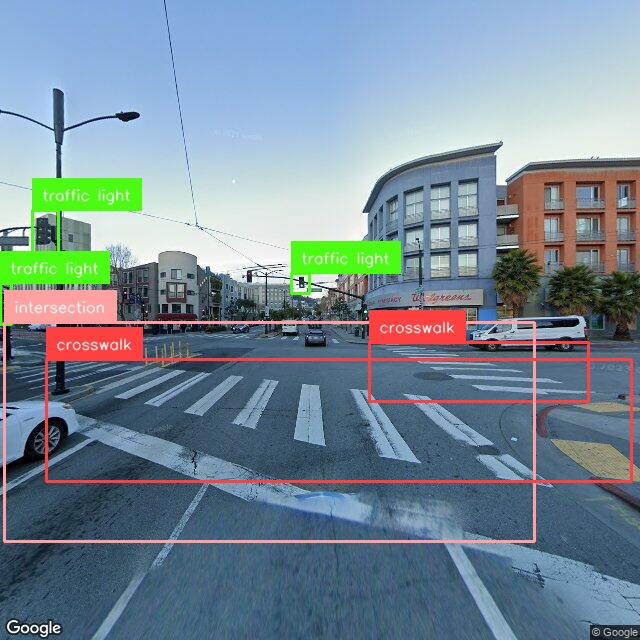 traffic light
traffic light
traffic light
intersection
crosswalk
crosswalk
Walgreens
Google
© Google